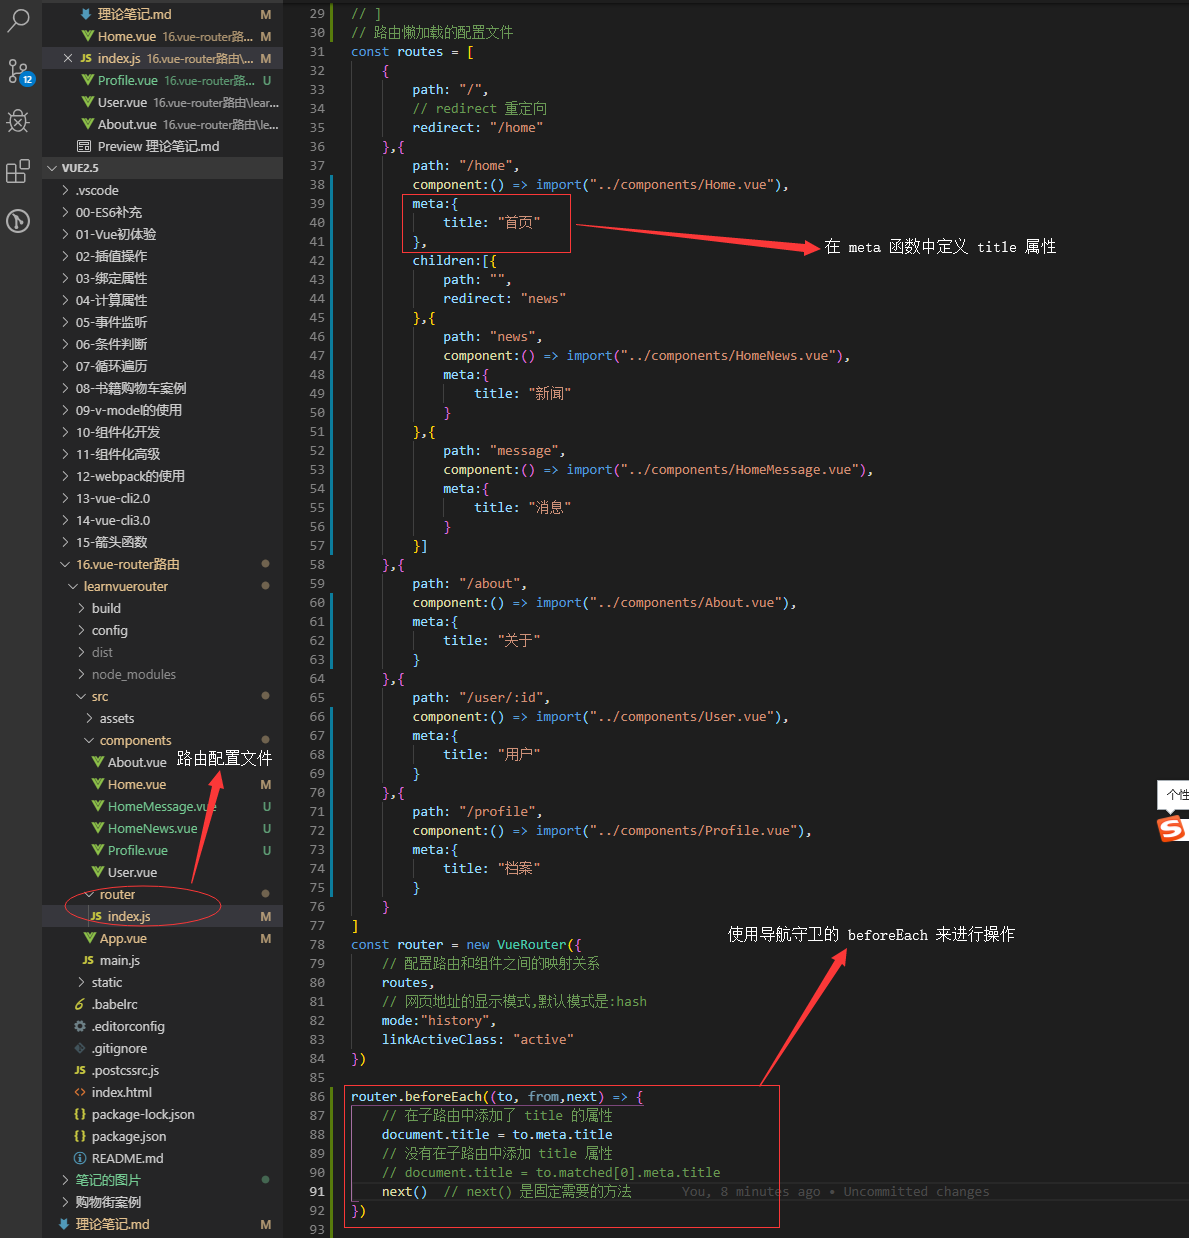 理论笔记.md M
Home.vue 16.vue-router路... M
index.js 16.vue-router路由\... M
Profile.vue 16.vue-router路... U
User.vue 16.vue-router路由\lear...
About.vue 16.vue-router路由\le...
Preview 理论笔记.md
12
VUE2.5
.vscode
00-ES6补充
01-Vue初体验
02-插值操作
03-绑定属性
04-计算属性
05-事件监听
06-条件判断
07-循环遍历
08-书籍购物车案例
09-v-model的使用
10-组件化开发
11-组件化高级
12-webpack的使用
13-vue-cli2.0
14-vue-cli3.0
15-箭头函数
16.vue-router路由
learnvuerouter
build
config
dist
node_modules
src
assets
components
About.vue
路由配置文件
Home.vue M
HomeMessage.vue U
HomeNews.vue U
Profile.vue U
User.vue
router
JS index.js M
App.vue M
JS main.js
static
.babelrc
.editorconfig
.gitignore
JS .postcssrc.js
index.html
package-lock.json
package.json
README.md
笔记的图片
购物街案例
理论笔记.md M
29 // ]
30 // 路由懒加载的配置文件
31 const routes = [
32 {
33 path: "/",
34 // redirect 重定向
35 redirect: "/home"
36 },{
37 path: "/home",
38 component:() => import("../components/Home.vue"),
39 meta:{
40 title: "首页"
41 },
在 meta 函数中定义 title 属性
42 children:[{
43 path: "",
44 redirect: "news"
45 },{
46 path: "news",
47 component:() => import("../components/HomeNews.vue"),
48 meta:{
49 title: "新闻"
50 }
51 },{
52 path: "message",
53 component:() => import("../components/HomeMessage.vue"),
54 meta:{
55 title: "消息"
56 }
57 }]
58 },{
59 path: "/about",
60 component:() => import("../components/About.vue"),
61 meta:{
62 title: "关于"
63 }
64 },{
65 path: "/user/:id",
66 component:() => import("../components/User.vue"),
67 meta:{
68 title: "用户"
69 }
70 },{
71 path: "/profile",
72 component:() => import("../components/Profile.vue"),
73 meta:{
74 title: "档案"
75 }
76 }
77 ]
78 const router = new VueRouter({
使用导航守卫的 beforeEach 来进行操作
79 // 配置路由和组件之间的映射关系
80 routes,
81 // 网页地址的显示模式,默认模式是:hash
82 mode:"history",
83 linkActiveClass: "active"
84 })
85
86 router.beforeEach((to, from,next) => {
87 // 在子路由中添加了 title 的属性
88 document.title = to.meta.title
89 // 没有在子路由中添加 title 属性
90 // document.title = to.matched[0].meta.title
91 next() // next() 是固定需要的方法 You, 8 minutes ago • Uncommitted changes
92 })
93
个性